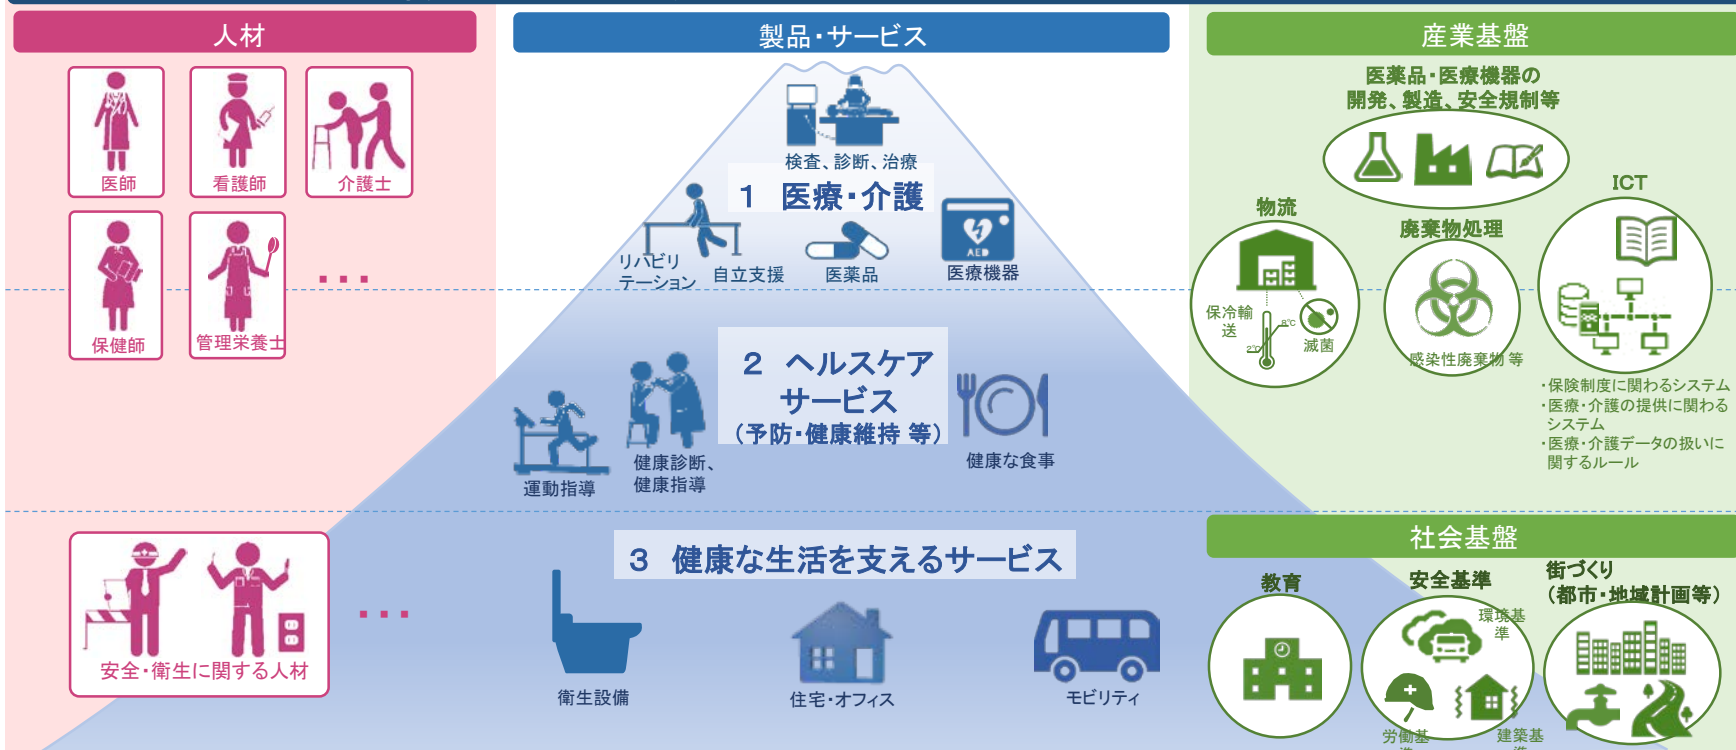 人材
医師
看護師
介護士
保健師
管理栄養士
...
安全・衛生に関する人材
...
製品・サービス
検査、診断、治療
1 医療・介護
リハビリ
テーション
自立支援
医薬品
AED
医療機器
2 ヘルスケア
サービス
(予防・健康維持 等)
運動指導
健康診断、
健康指導
健康な食事
3 健康な生活を支えるサービス
衛生設備
住宅・オフィス
モビリティ
産業基盤
医薬品・医療機器の
開発、製造、安全規制等
物流
保冷輸
送
8℃
2℃
滅菌
廃棄物処理
感染性廃棄物 等
ICT
・保険制度に関わるシステム
・医療・介護の提供に関わる
システム
・医療・介護データの扱いに
関するルール
社会基盤
教育
安全基準
環境基
準
労働基
建築基
街づくり
(都市・地域計画等)